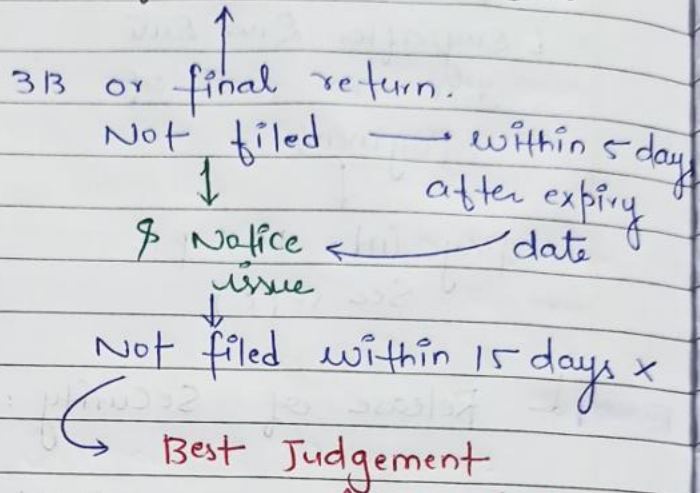 3B or final return.
Not filed → within 5 days
after expiry
$ Notice ← date
issue
Not filed within 15 days ×
Best Judgement